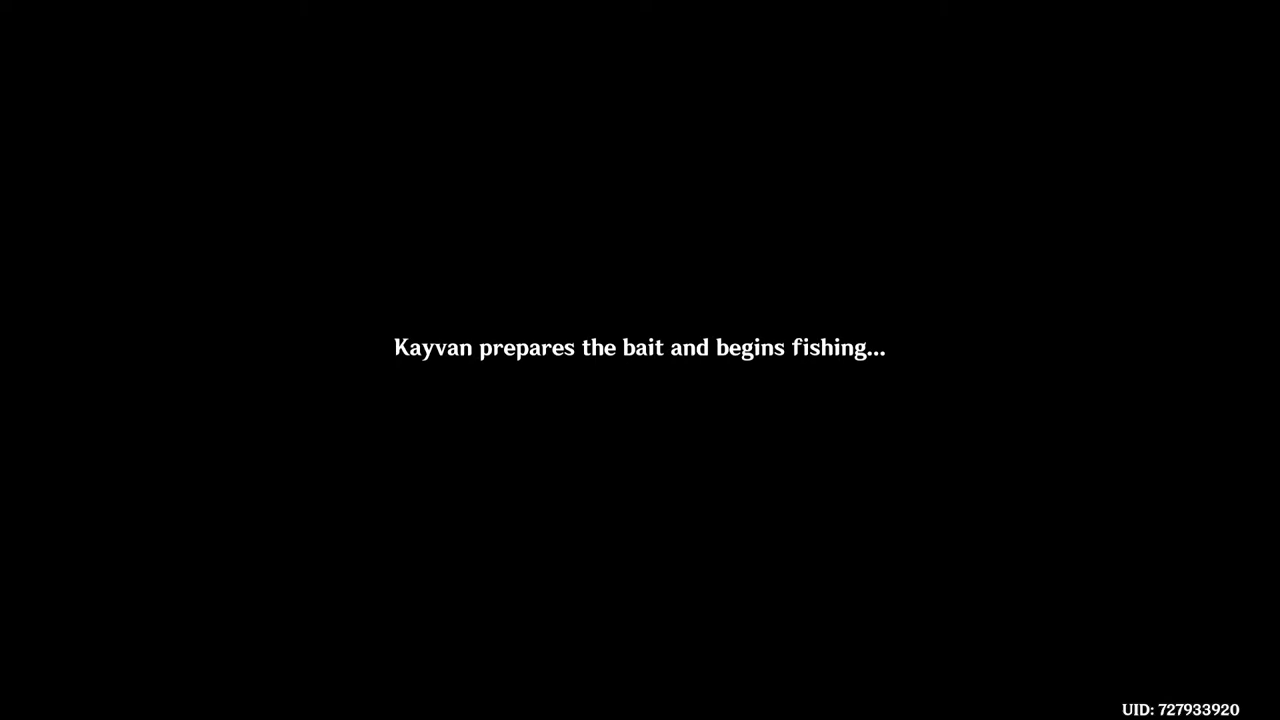 Kayvan prepares the bait and begins fishing...
UID: 727933920